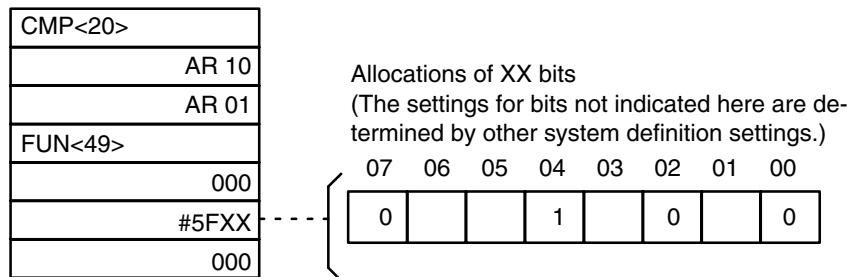 CMP<20>
AR 10
AR 01
FUN<49>
000
#5FXX
000
Allocations of XX bits
(The settings for bits not indicated here are de-
termined by other system definition settings.)
07 06 05 04 03 02 01 00
0 1 0 0